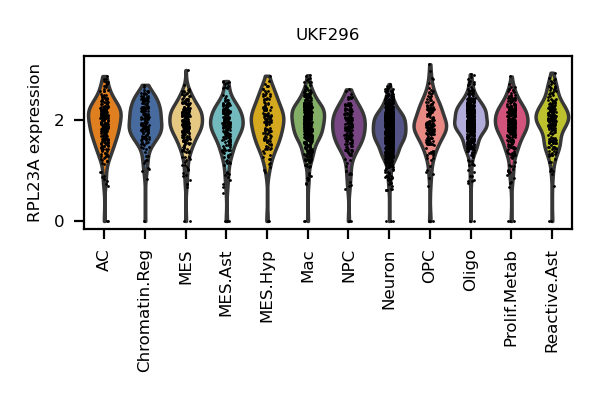 UKF296
RPL23A expression
2
0
AC
Chromatin.Reg
MES
MES.Ast
MES.Hyp
Mac
NPC
Neuron
OPC
Oligo
Prolif.Metab
Reactive.Ast